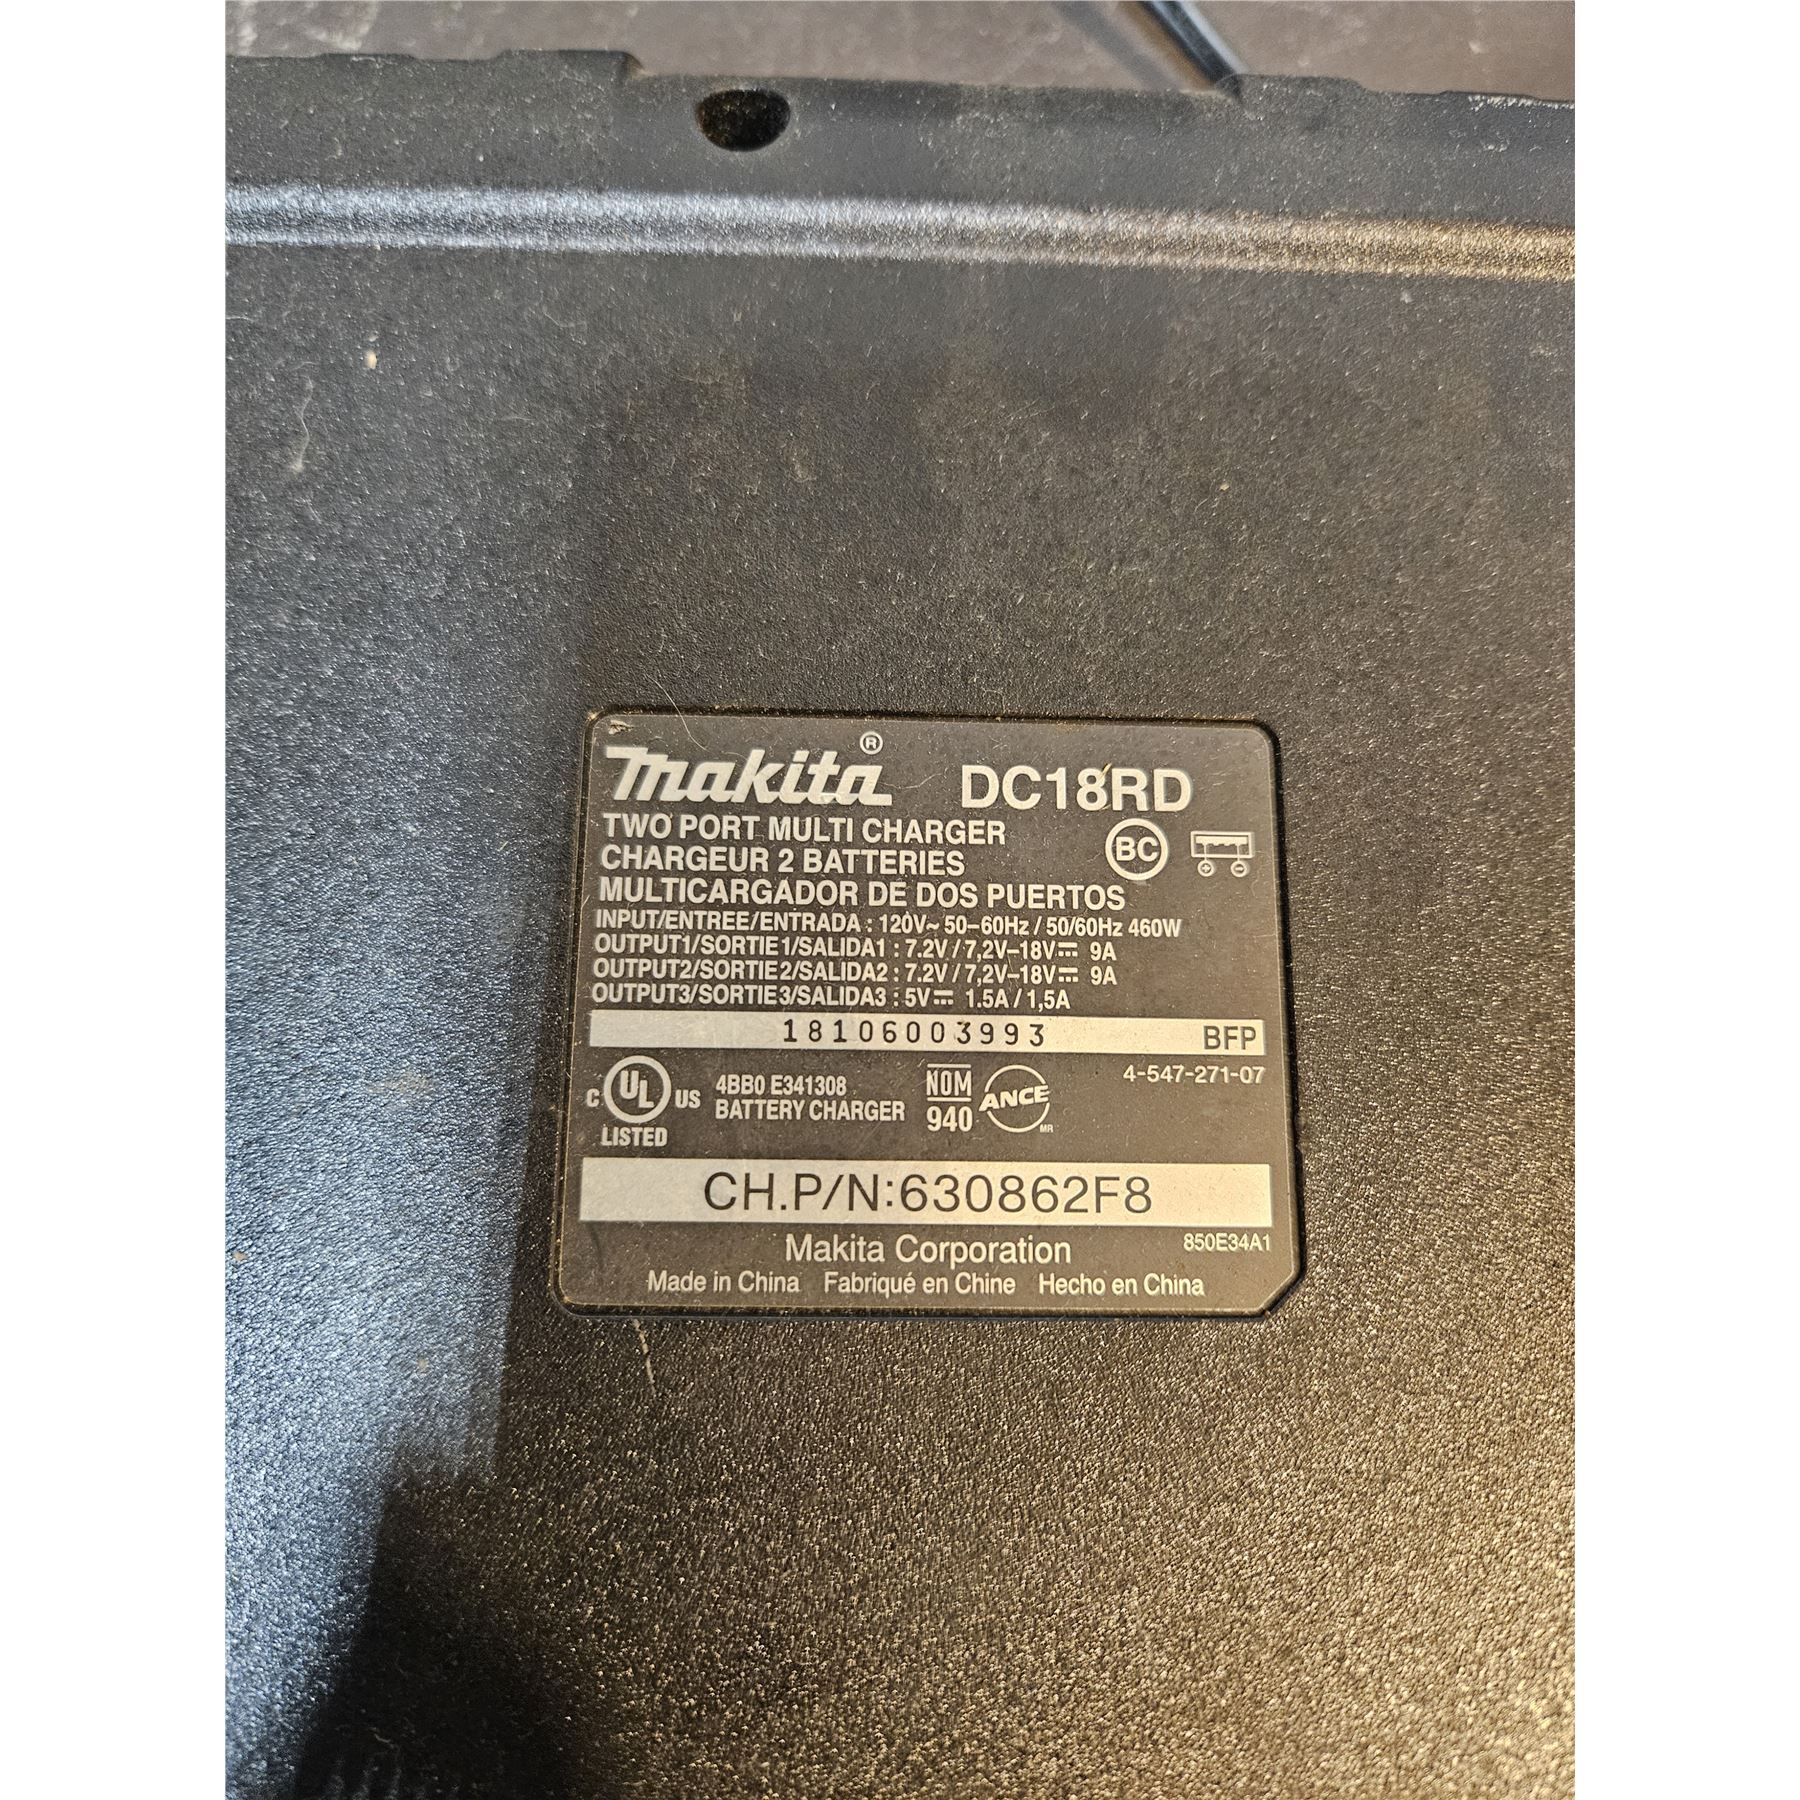 makita® DC18RD
TWO PORT MULTI CHARGER
CHARGEUR 2 BATTERIES
MULTICARGADOR DE DOS PUERTOS
BC
INPUT/ENTREE/ENTRADA : 120V~ 50–60Hz / 50/60Hz 460W
OUTPUT1/SORTIE1/SALIDA1 : 7.2V / 7,2V–18V⎓ 9A
OUTPUT2/SORTIE2/SALIDA2 : 7.2V / 7,2V–18V⎓ 9A
OUTPUT3/SORTIE3/SALIDA3 : 5V⎓ 1.5A / 1,5A
18106003993 BFP
4-547-271-07
C UL US LISTED
4BB0 E341308
BATTERY CHARGER
NOM
940
ANCE
MR
CH.P/N:630862F8
Makita Corporation 850E34A1
Made in China Fabriqué en Chine Hecho en China